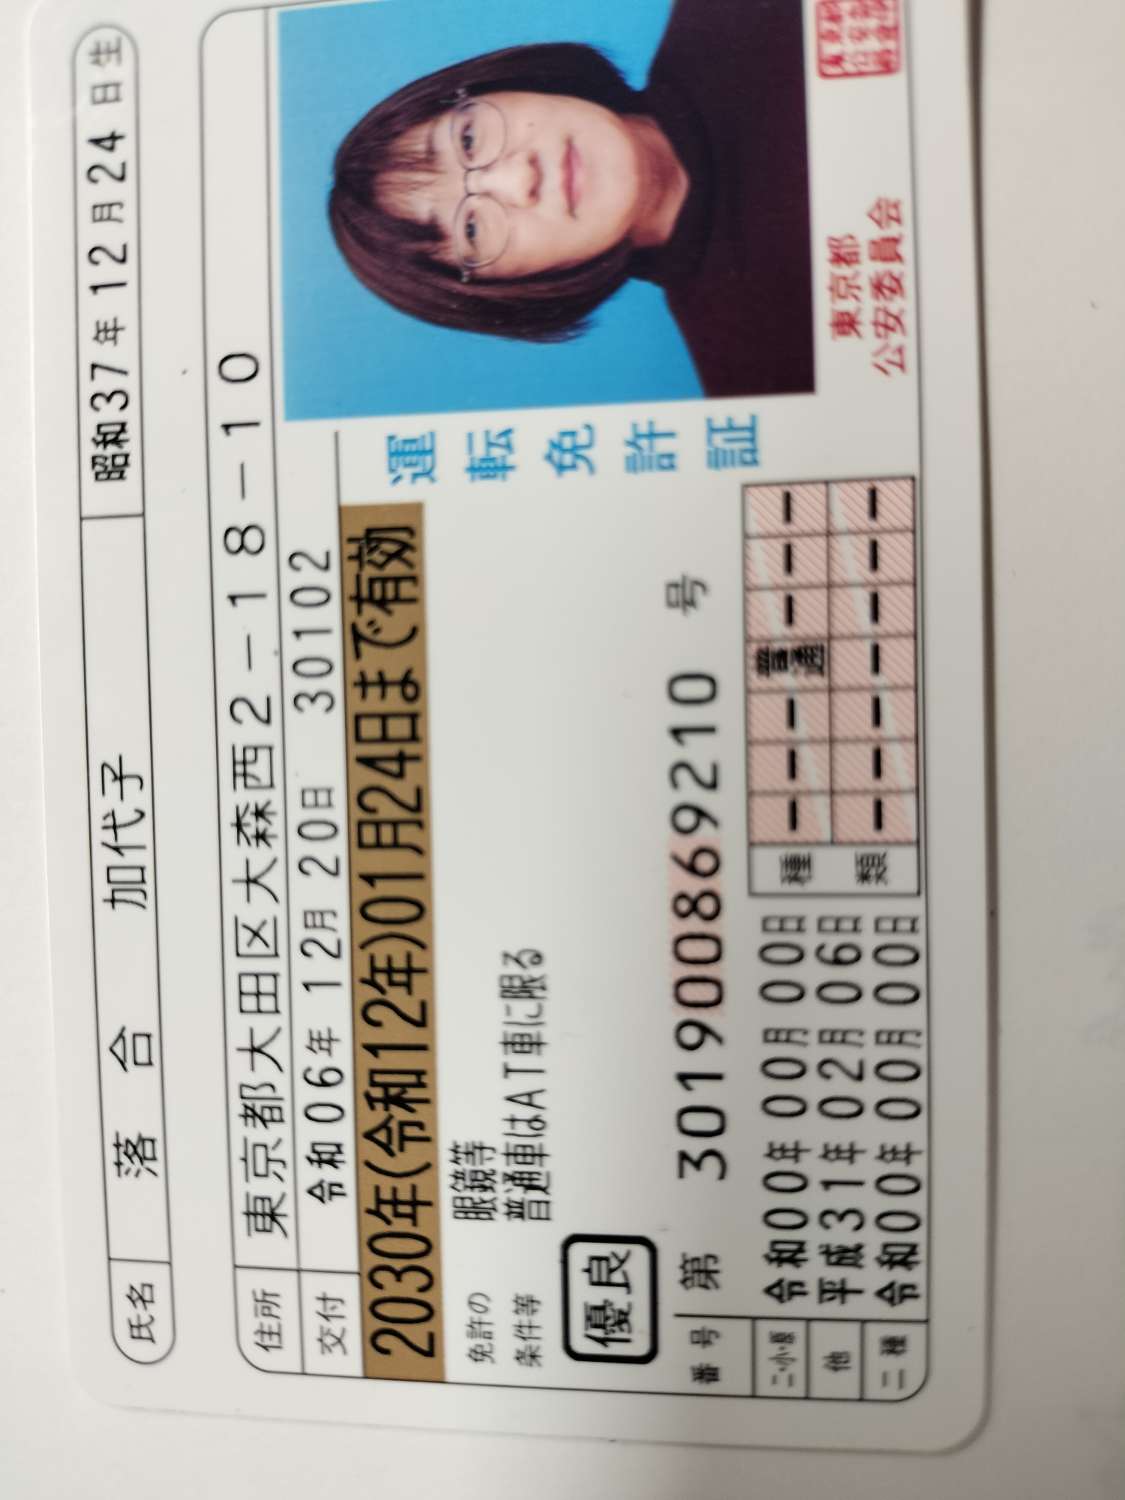 氏名 落合 加代子 昭和37年12月24日生
住所 東京都大田区大森西2-18-10
交付 令和06年12月20日 30102
2030年(令和12年)01月24日まで有効
免許の
条件等
眼鏡等
普通車はAT車に限る
優良
番号 第 301900869210 号
二・小・原 令和00年00月00日
他 平成31年02月06日
二種 令和00年00月00日
種類
ー ー ー 普通 ー ー ー
ー ー ー ー ー ー ー
運転免許証
東京都
公安委員会